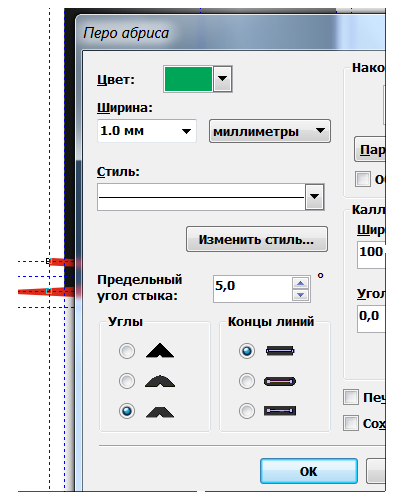 Перо абриса
Цвет:
Ширина:
1.0 мм
миллиметры
Стиль:
Изменить стиль...
Предельный
угол стыка:
5,0
°
Углы
Концы линий
OK
Нако
Пар
Калл
Шир
100
Угол
0,0
Печ
Сох